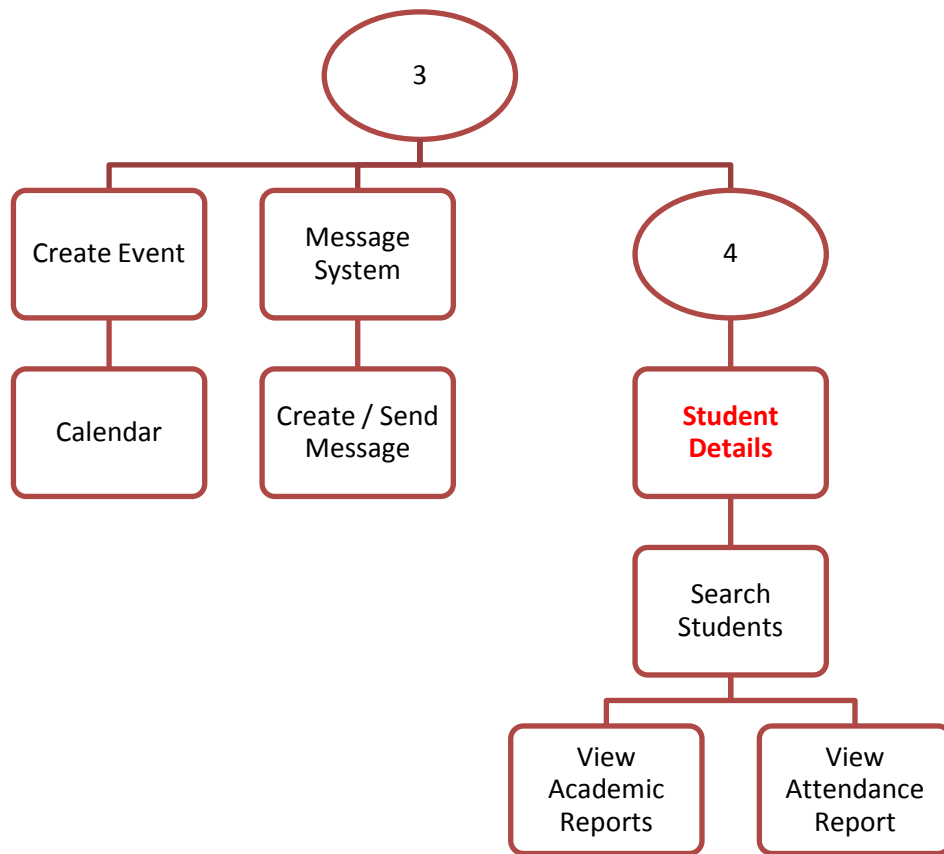 3
Create Event
Message
System
4
Calendar
Create / Send
Message
Student
Details
Search
Students
View
Academic
Reports
View
Attendance
Report